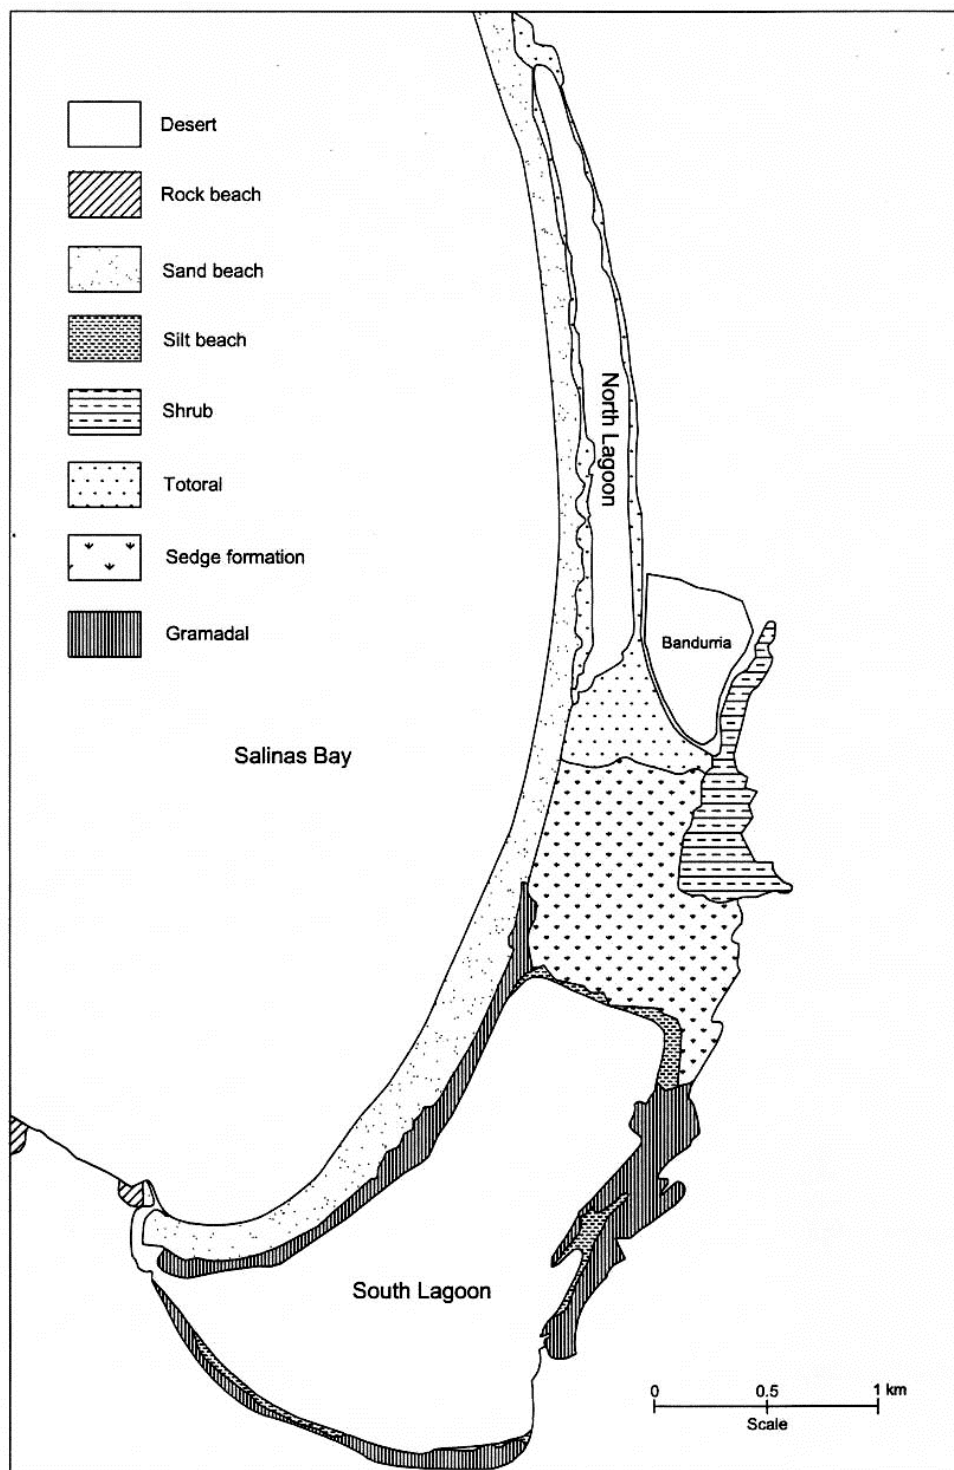 Desert
Rock beach
Sand beach
Silt beach
Shrub
Totoral
Sedge formation
Gramadal
North Lagoon
Bandurria
Salinas Bay
South Lagoon
0 0.5 1 km
Scale